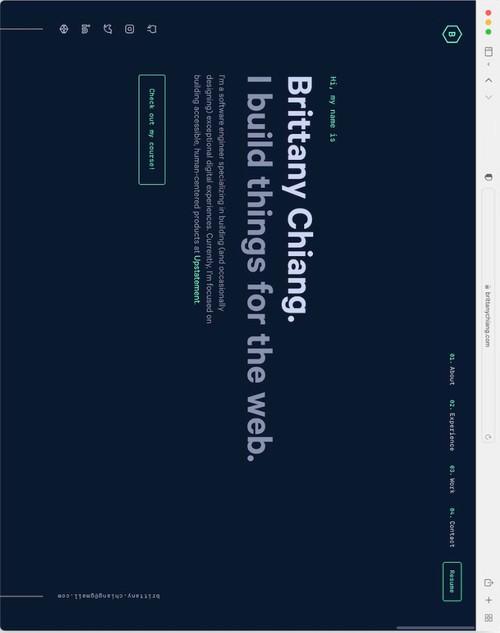 brittanychiang.com
B
01. About
02. Experience
03. Work
04. Contact
Resume
Hi, my name is
Brittany Chiang.
I build things for the web.
I'm a software engineer specializing in building (and occasionally
designing) exceptional digital experiences. Currently, I'm focused on
building accessible, human-centered products at Upstatement.
Check out my course!
brittany.chiang@gmail.com